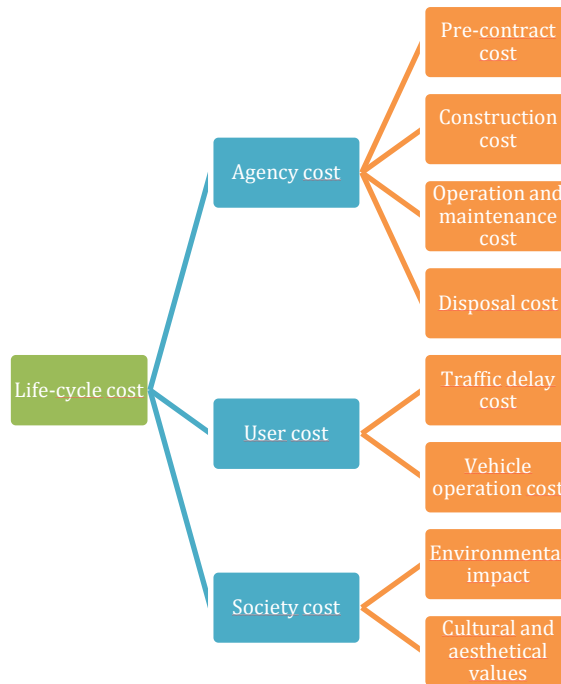 Pre-contract
cost
Construction
cost
Agency cost
Operation and
maintenance
cost
Disposal cost
Life-cycle cost
Traffic delay
cost
User cost
Vehicle
operation cost
Environmental
impact
Society cost
Cultural and
aesthetical
values